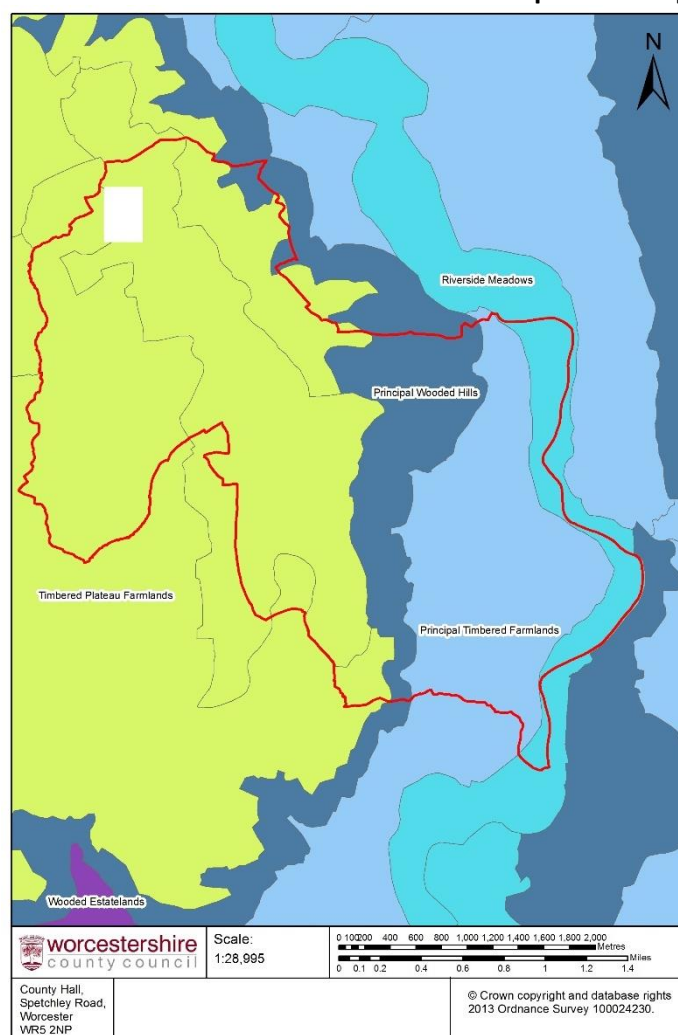 N
Riverside Meadows
Principal Wooded Hills
Timbered Plateau Farmlands
Principal Timbered Farmlands
Wooded Estatelands
worcestershire
county council
Scale:
1:28,995
0 100200 400 600 800 1,000 1,200 1,400 1,600 1,800 2,000
Metres
Miles
0 0.1 0.2 0.4 0.6 0.8 1 1.2 1.4
County Hall,
Spetchley Road,
Worcester
WR5 2NP
© Crown copyright and database rights
2013 Ordnance Survey 100024230.